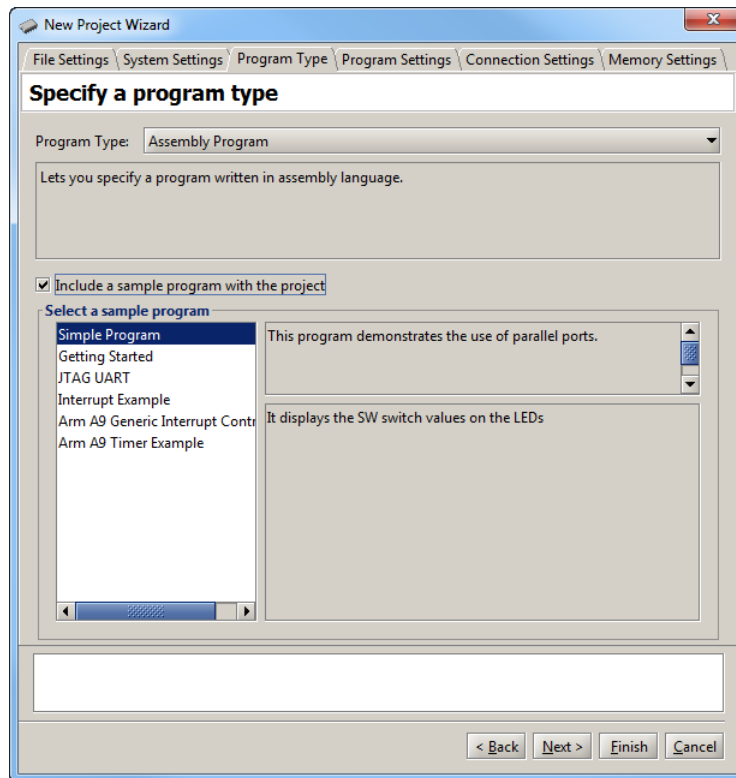 New Project Wizard
File Settings System Settings Program Type Program Settings Connection Settings Memory Settings
Specify a program type
Program Type: Assembly Program
Lets you specify a program written in assembly language.
Include a sample program with the project
Select a sample program
Simple Program
Getting Started
JTAG UART
Interrupt Example
Arm A9 Generic Interrupt Contr
Arm A9 Timer Example
This program demonstrates the use of parallel ports.
It displays the SW switch values on the LEDs
< Back Next > Finish Cancel